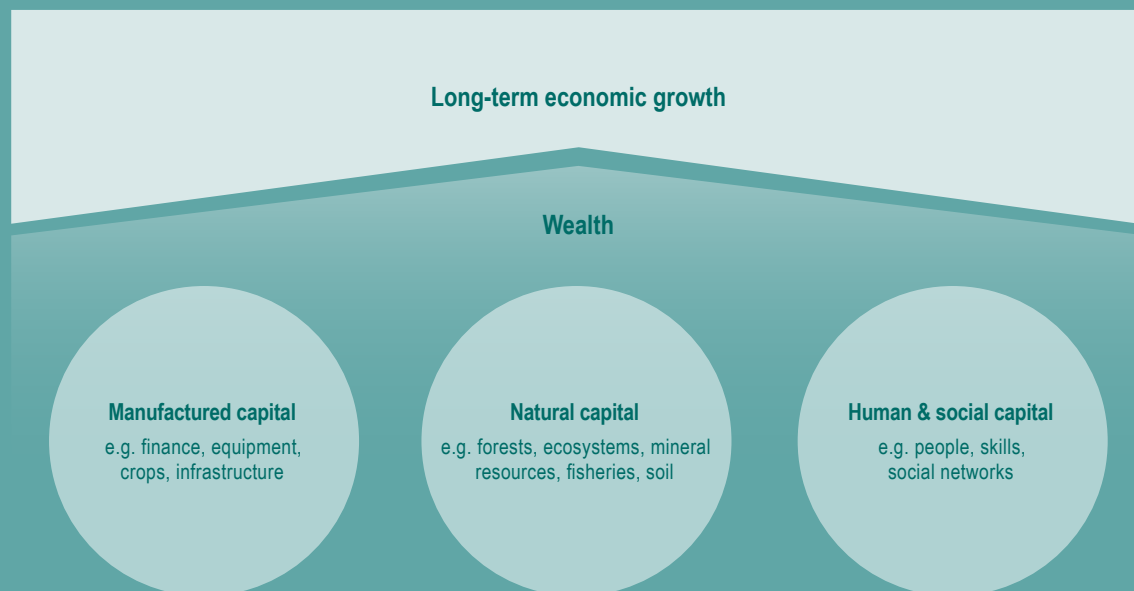 Long-term economic growth
Wealth
Manufactured capital
e.g. finance, equipment,
crops, infrastructure
Natural capital
e.g. forests, ecosystems, mineral
resources, fisheries, soil
Human & social capital
e.g. people, skills,
social networks